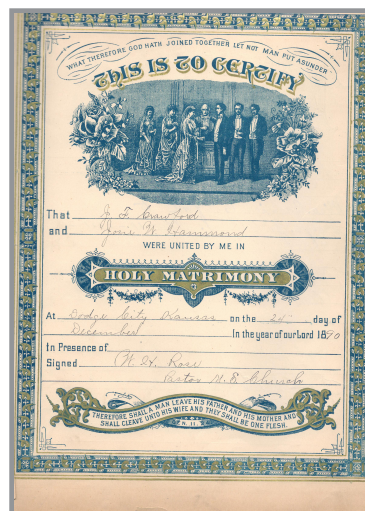 WHAT THEREFORE GOD HATH JOINED TOGETHER LET NOT MAN PUT ASUNDER
THIS IS TO CERTIFY
That J. F. Crawford
and Josie W. Hammond
WERE UNITED BY ME IN
HOLY MATRIMONY
At Dodge City Kansas on the 24 day of
December In the year of our Lord 1890
In Presence of
Signed N. H. Rose
Pastor M. E. Church
THEREFORE SHALL A MAN LEAVE HIS FATHER AND HIS MOTHER AND
SHALL CLEAVE UNTO HIS WIFE AND THEY SHALL BE ONE FLESH.